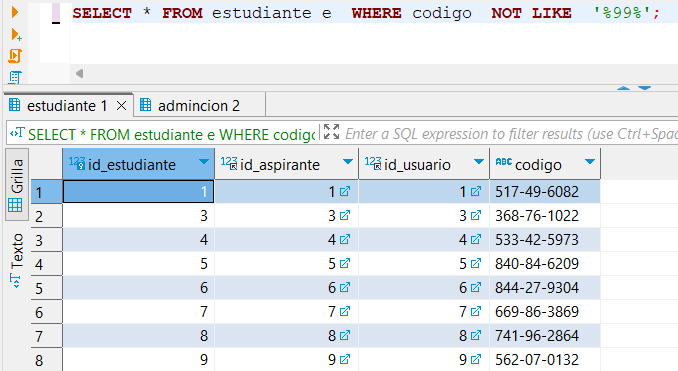 SELECT * FROM estudiante e  WHERE codigo  NOT LIKE  '%99%';
estudiante 1 admincion 2
SELECT * FROM estudiante e WHERE codigo Enter a SQL expression to filter results (use Ctrl+Spac
Grilla
Texto
123 id_estudiante 123 id_aspirante 123 id_usuario ABC codigo
1 1 1 1 517-49-6082
2 3 3 3 368-76-1022
3 4 4 4 533-42-5973
4 5 5 5 840-84-6209
5 6 6 6 844-27-9304
6 7 7 7 669-86-3869
7 8 8 8 741-96-2864
8 9 9 9 562-07-0132